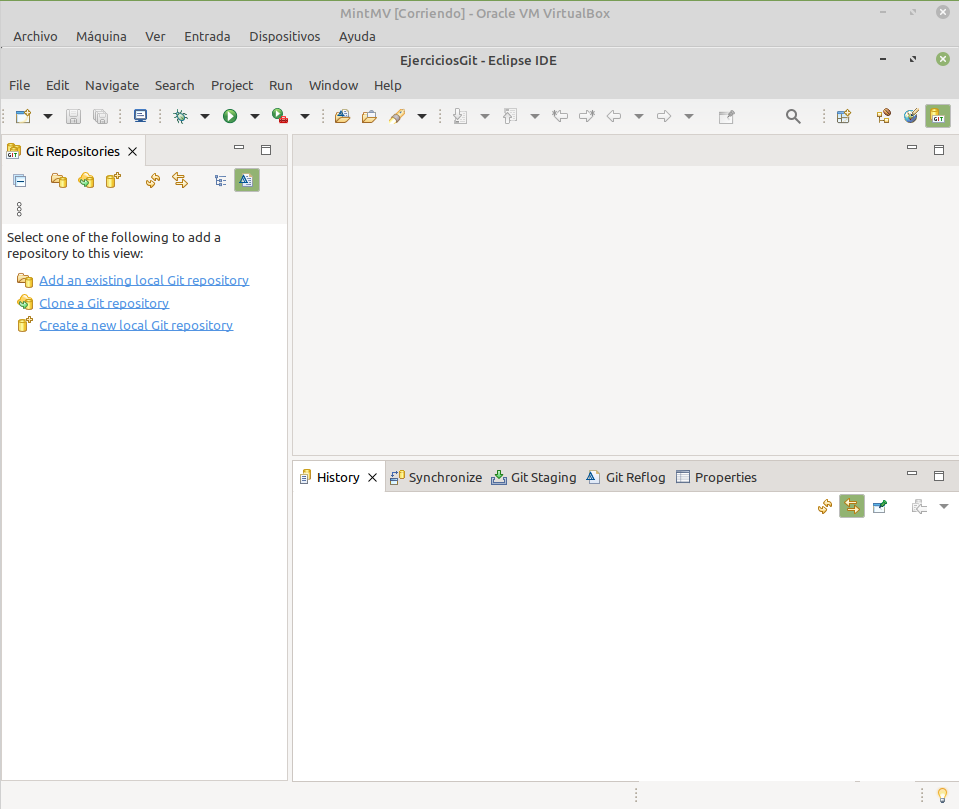 MintMV [Corriendo] - Oracle VM VirtualBox
Archivo Máquina Ver Entrada Dispositivos Ayuda
EjerciciosGit - Eclipse IDE
File Edit Navigate Search Project Run Window Help
GIT
GIT Git Repositories
Select one of the following to add a
repository to this view:
Add an existing local Git repository
Clone a Git repository
Create a new local Git repository
History Synchronize Git Staging Git Reflog Properties